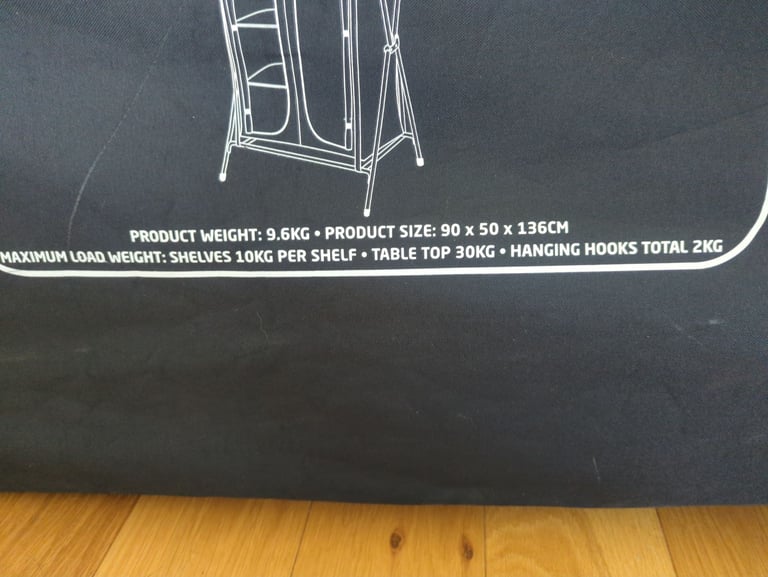 PRODUCT WEIGHT: 9.6KG • PRODUCT SIZE: 90 x 50 x 136CM
MAXIMUM LOAD WEIGHT: SHELVES 10KG PER SHELF • TABLE TOP 30KG • HANGING HOOKS TOTAL 2KG